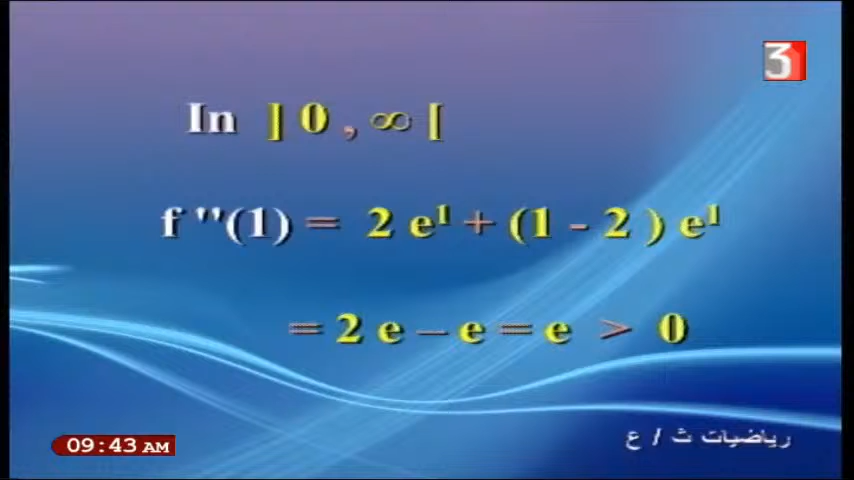 3
In ] 0 , ∞ [
f "(1) = 2 e¹ + (1 - 2 ) e¹
= 2 e – e = e > 0
09:43 AM
رياضيات ث / ع